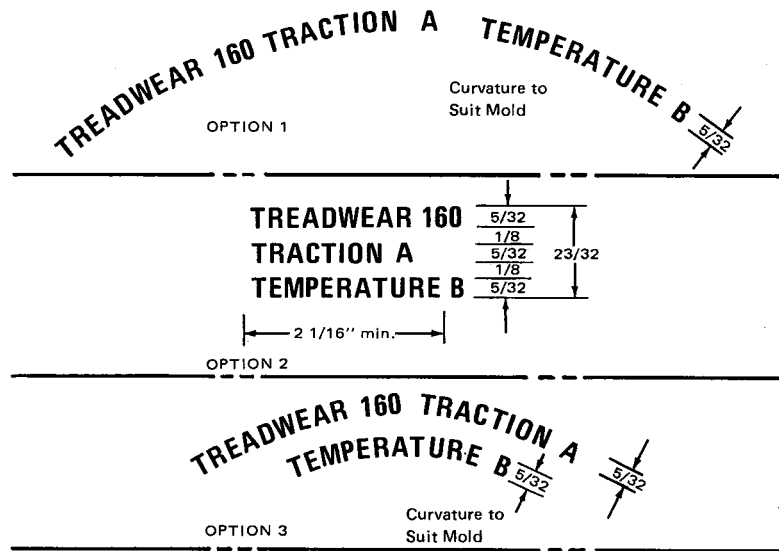 TREADWEAR 160 TRACTION A TEMPERATURE B
5/32
Curvature to
Suit Mold
OPTION 1
TREADWEAR 160
TRACTION A
TEMPERATURE B
5/32
1/8
5/32
1/8
5/32
23/32
2 1/16" min.
OPTION 2
TREADWEAR 160 TRACTION A
TEMPERATURE B
5/32
5/32
Curvature to
Suit Mold
OPTION 3